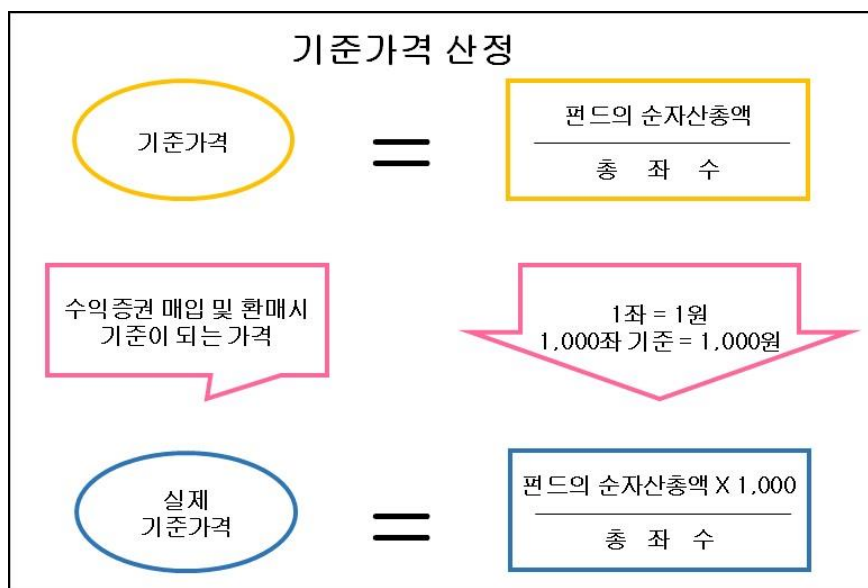 기준가격 산정
기준가격
=
펀드의 순자산총액
총 좌 수
수익증권 매입 및 환매시
기준이 되는 가격
1좌 = 1원
1,000좌 기준 = 1,000원
실제
기준가격
=
펀드의 순자산총액 X 1,000
총 좌 수